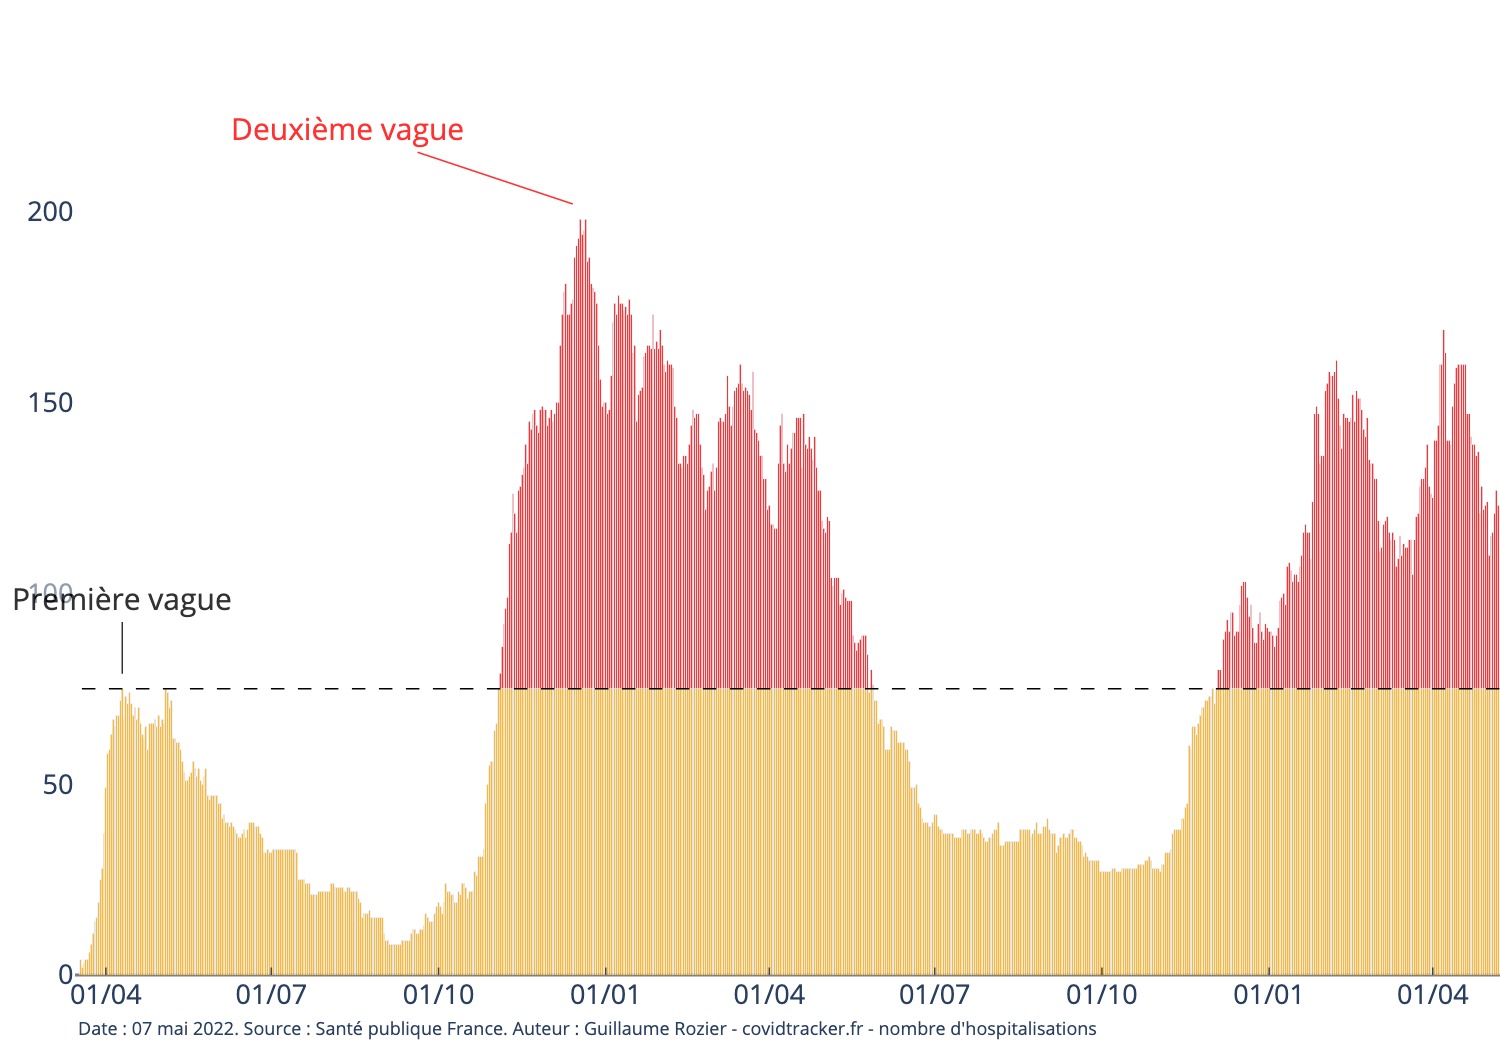 Deuxième vague
200
150
100
Première vague
50
0
01/04 01/07 01/10 01/01 01/04 01/07 01/10 01/01 01/04
Date : 07 mai 2022. Source : Santé publique France. Auteur : Guillaume Rozier - covidtracker.fr - nombre d'hospitalisations